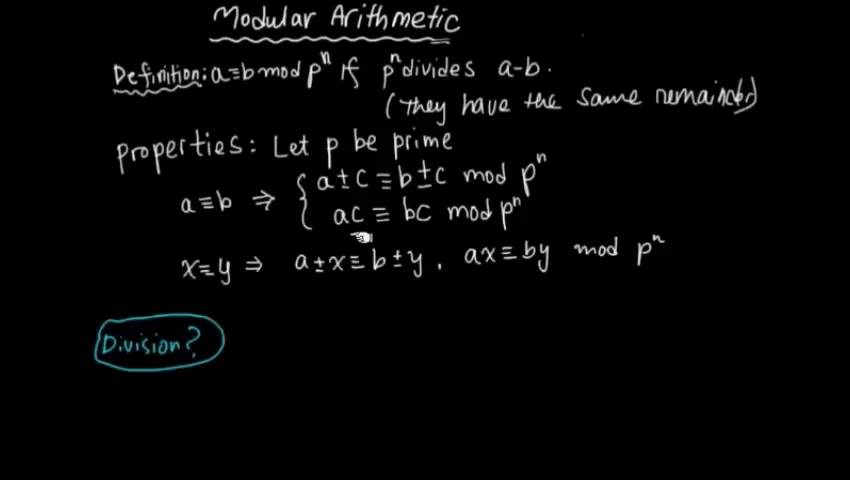 Modular Arithmetic
Definition: a ≡ b mod pⁿ if pⁿ divides a-b.
(They have the same remainder)
Properties: Let p be prime
a ≡ b ⇒ { a ± c ≡ b ± c mod pⁿ
ac ≡ bc mod pⁿ
x ≡ y ⇒ a ± x ≡ b ± y, ax ≡ by mod pⁿ
Division?